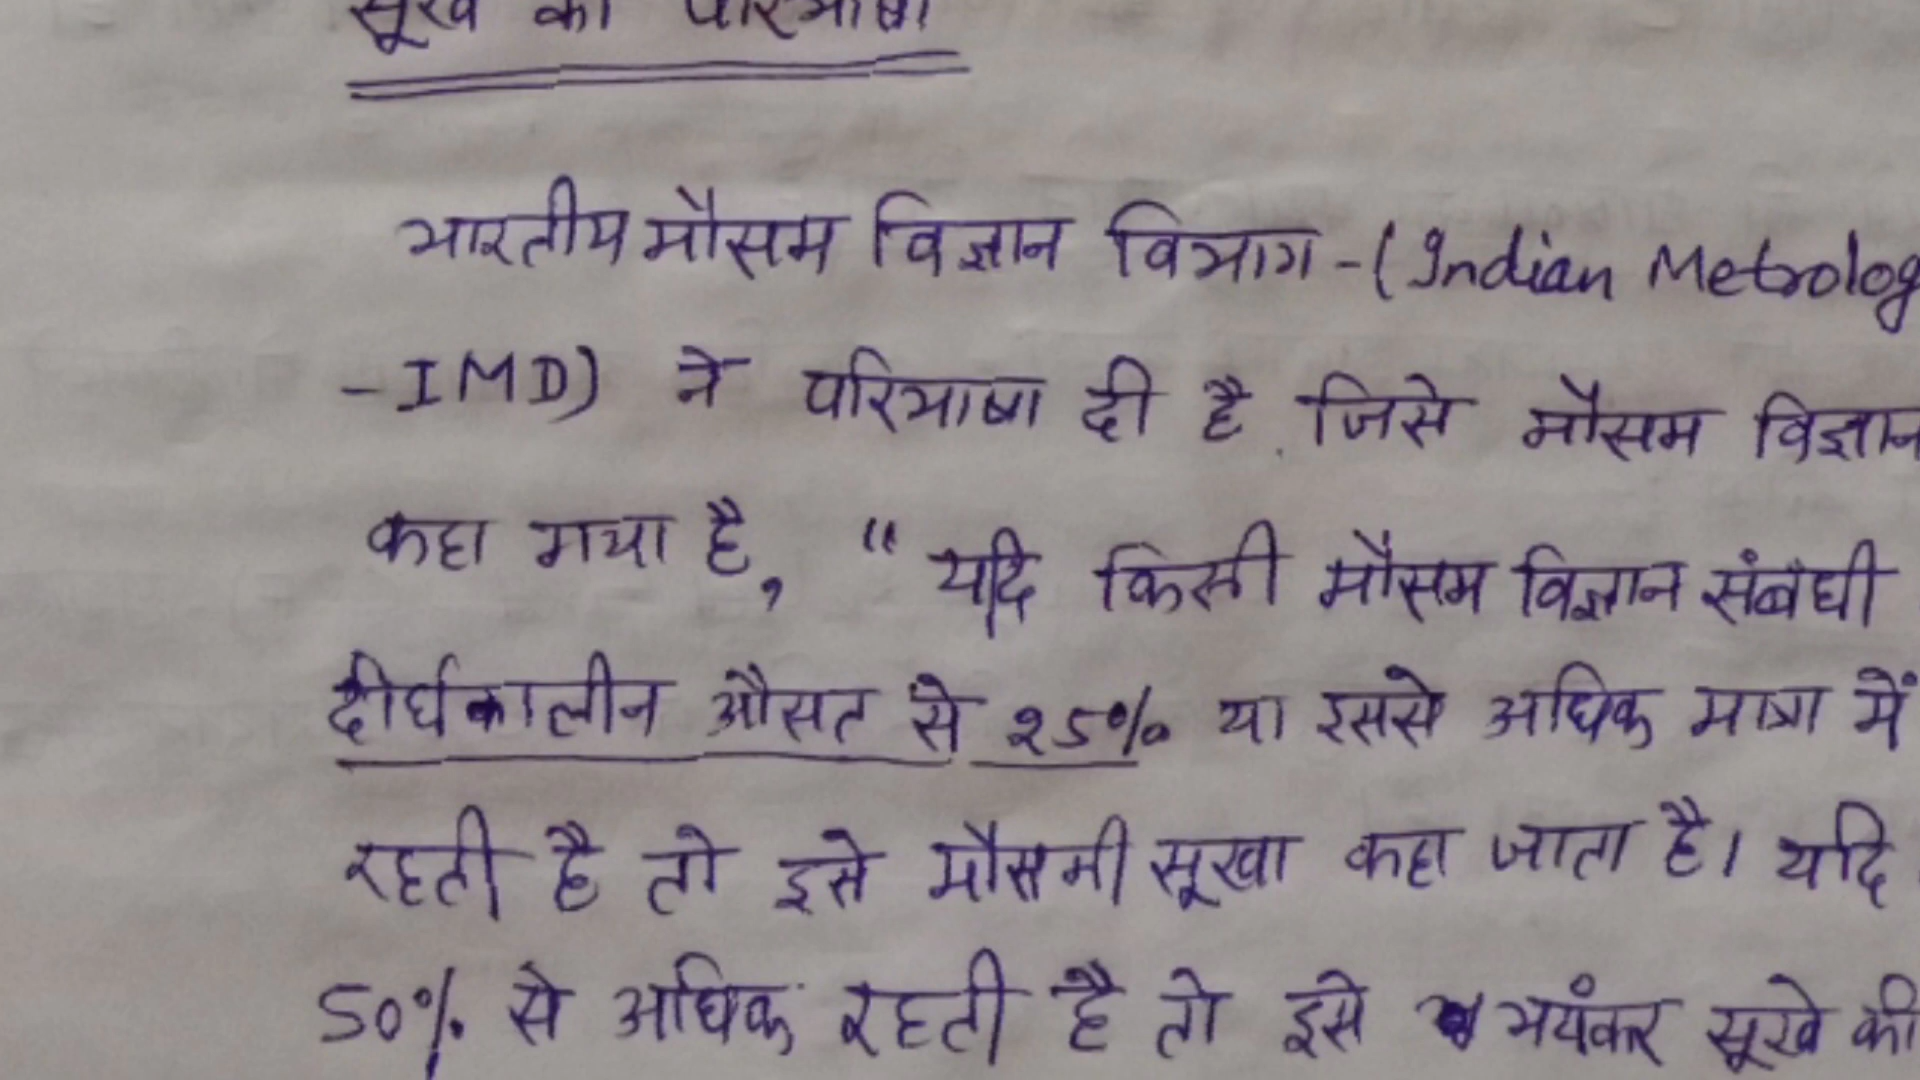 सूखे की परिभाषा
भारतीय मौसम विज्ञान विभाग -(Indian Metrolog
-IMD) ने परिभाषा दी है जिसे मौसम विज्ञान
कहा गया है, "यदि किसी मौसम विज्ञान संबंधी
दीर्घकालीन औसत से 25% या इससे अधिक मात्रा में
रहती है तो इसे मौसमी सूखा कहा जाता है। यदि
50% से अधिक रहती है तो इसे भयंकर सूखे की